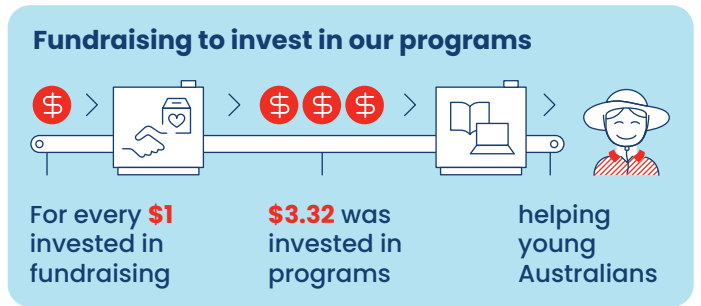 Fundraising to invest in our programs
$ $ $ $
For every $1
invested in
fundraising
$3.32 was
invested in
programs
helping
young
Australians